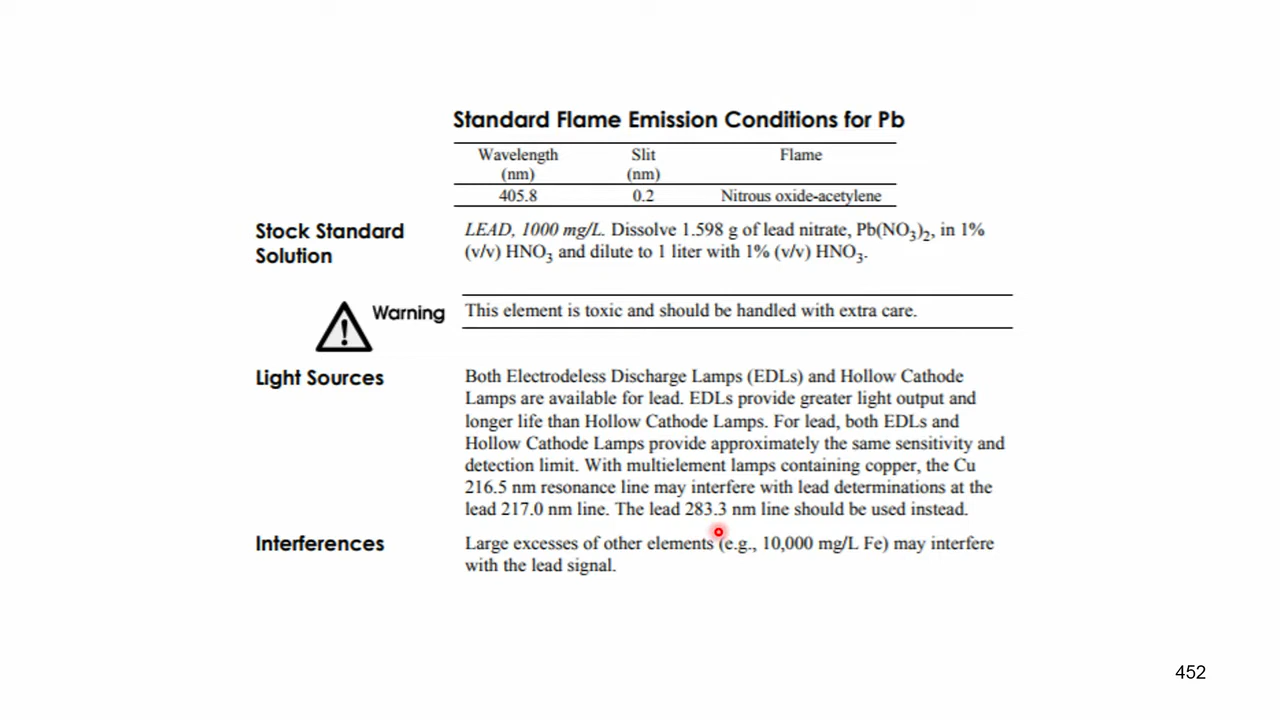 Standard Flame Emission Conditions for Pb
Wavelength (nm) Slit (nm) Flame
405.8 0.2 Nitrous oxide-acetylene
Stock Standard Solution
LEAD, 1000 mg/L. Dissolve 1.598 g of lead nitrate, Pb(NO₃)₂, in 1%
(v/v) HNO₃ and dilute to 1 liter with 1% (v/v) HNO₃.
Warning
This element is toxic and should be handled with extra care.
Light Sources
Both Electrodeless Discharge Lamps (EDLs) and Hollow Cathode
Lamps are available for lead. EDLs provide greater light output and
longer life than Hollow Cathode Lamps. For lead, both EDLs and
Hollow Cathode Lamps provide approximately the same sensitivity and
detection limit. With multielement lamps containing copper, the Cu
216.5 nm resonance line may interfere with lead determinations at the
lead 217.0 nm line. The lead 283.3 nm line should be used instead.
Interferences
Large excesses of other elements (e.g., 10,000 mg/L Fe) may interfere
with the lead signal.
452